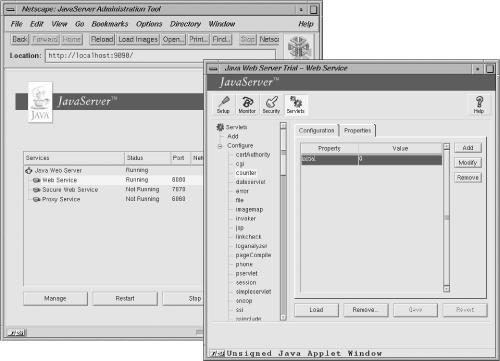 Netscape: JavaServer Administration Tool
File Edit View Go Bookmarks Options Directory Window Help
Back Forward Home Reload Load Images Open... Print... Find... Stop Netsc
Location: http://localhost:9090/
JavaServer™
JAVA
Services Status Port Net
Java Web Server Running
Web Service Running 8080
Secure Web Service Not Running 7070
Proxy Service Not Running 6060
Manage Restart Stop
Java Web Server Trial – Web Service
JavaServer™
Setup Monitor Security Servlets Help
Servlets
Add
Configure
certAuthority
cgi
counter
dateservlet
error
file
imagemap
invoker
jsp
linkcheck
loganalyzer
pageCompile
phone
pservlet
session
simpleservlet
snoop
ssi
ssinclude
Configuration Properties
Property Value
0
Add
Modify
Remove
Load Remove... Save Revert
Unsigned Java Applet Window